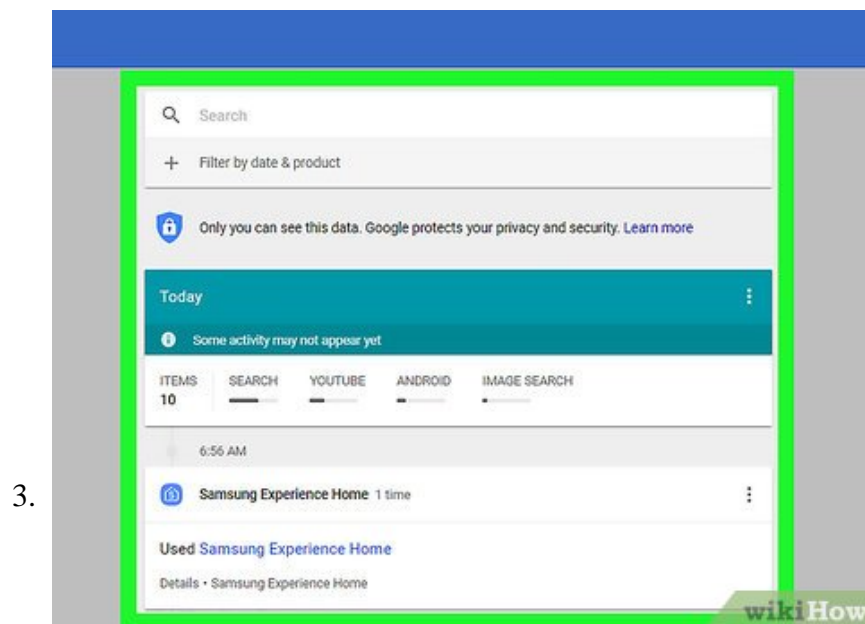 Search
Filter by date & product
Only you can see this data. Google protects your privacy and security. Learn more
Today
Some activity may not appear yet
ITEMS SEARCH YOUTUBE ANDROID IMAGE SEARCH
10
6:56 AM
3.
Samsung Experience Home 1 time
Used Samsung Experience Home
Details • Samsung Experience Home
wikiHow